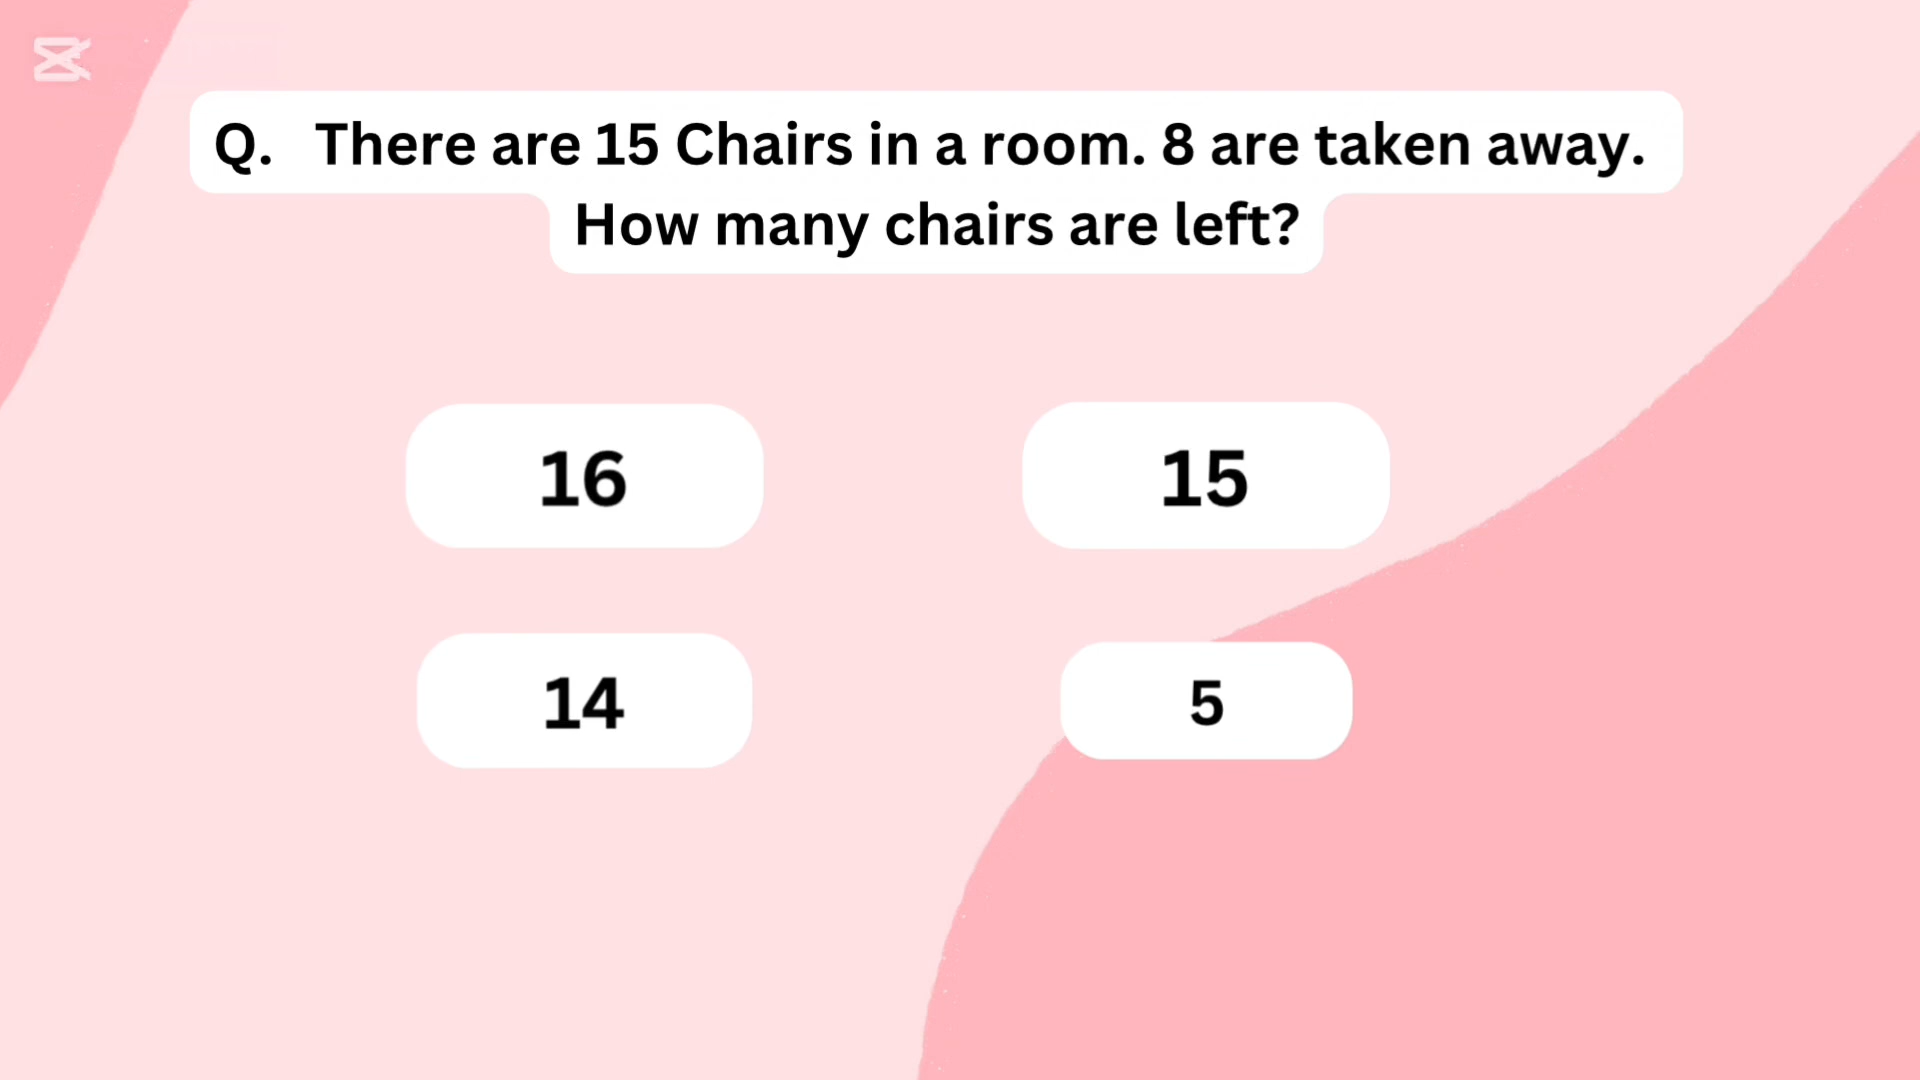 Q. There are 15 Chairs in a room. 8 are taken away.
How many chairs are left?
16
15
14
5